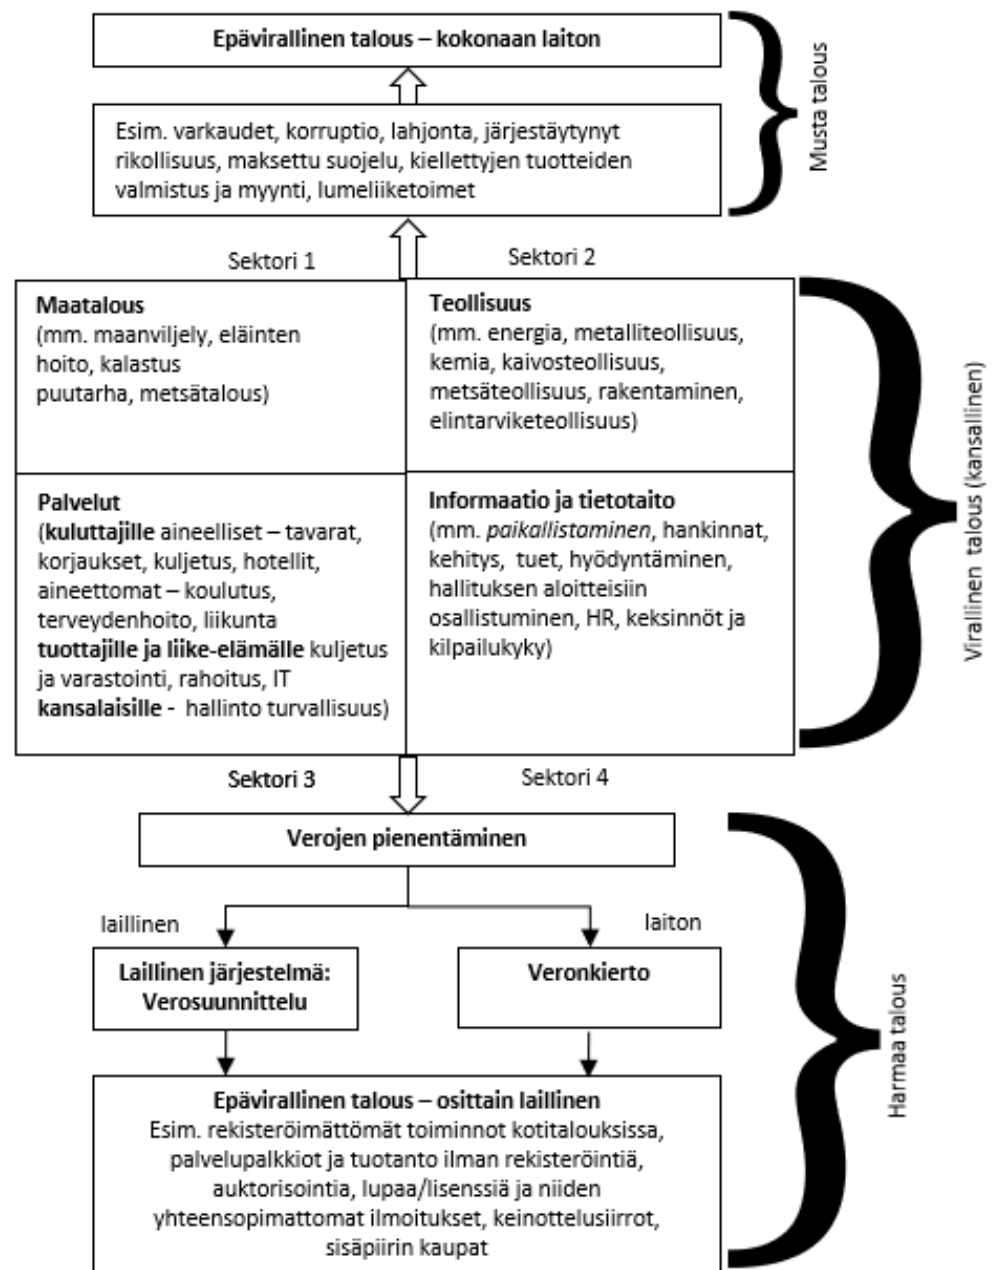 Epävirallinen talous – kokonaan laiton
Esim. varkaudet, korruptio, lahjonta, järjestäytynyt
rikollisuus, maksettu suojelu, kiellettyjen tuotteiden
valmistus ja myynti, lumeliiketoimet
Musta talous
Sektori 1
Sektori 2
Maatalous
(mm. maanviljely, eläinten
hoito, kalastus
puutarha, metsätalous)
Teollisuus
(mm. energia, metalliteollisuus,
kemia, kaivosteollisuus,
metsäteollisuus, rakentaminen,
elintarviketeollisuus)
Palvelut
(kuluttajille aineelliset – tavarat,
korjaukset, kuljetus, hotellit,
aineettomat – koulutus,
terveydenhoito, liikunta
tuottajille ja liike-elämälle kuljetus
ja varastointi, rahoitus, IT
kansalaisille - hallinto turvallisuus)
Informaatio ja tietotaito
(mm. paikallistaminen, hankinnat,
kehitys, tuet, hyödyntäminen,
hallituksen aloitteisiin
osallistuminen, HR, keksinnöt ja
kilpailukyky)
Virallinen talous (kansallinen)
Sektori 3
Sektori 4
Verojen pienentäminen
laillinen
laiton
Laillinen järjestelmä:
Verosuunnittelu
Veronkierto
Epävirallinen talous – osittain laillinen
Esim. rekisteröimättömät toiminnot kotitalouksissa,
palvelupalkkiot ja tuotanto ilman rekisteröintiä,
auktorisointia, lupaa/lisenssiä ja niiden
yhteensopimattomat ilmoitukset, keinottelusiirrot,
sisäpiirin kaupat
Harmaa talous